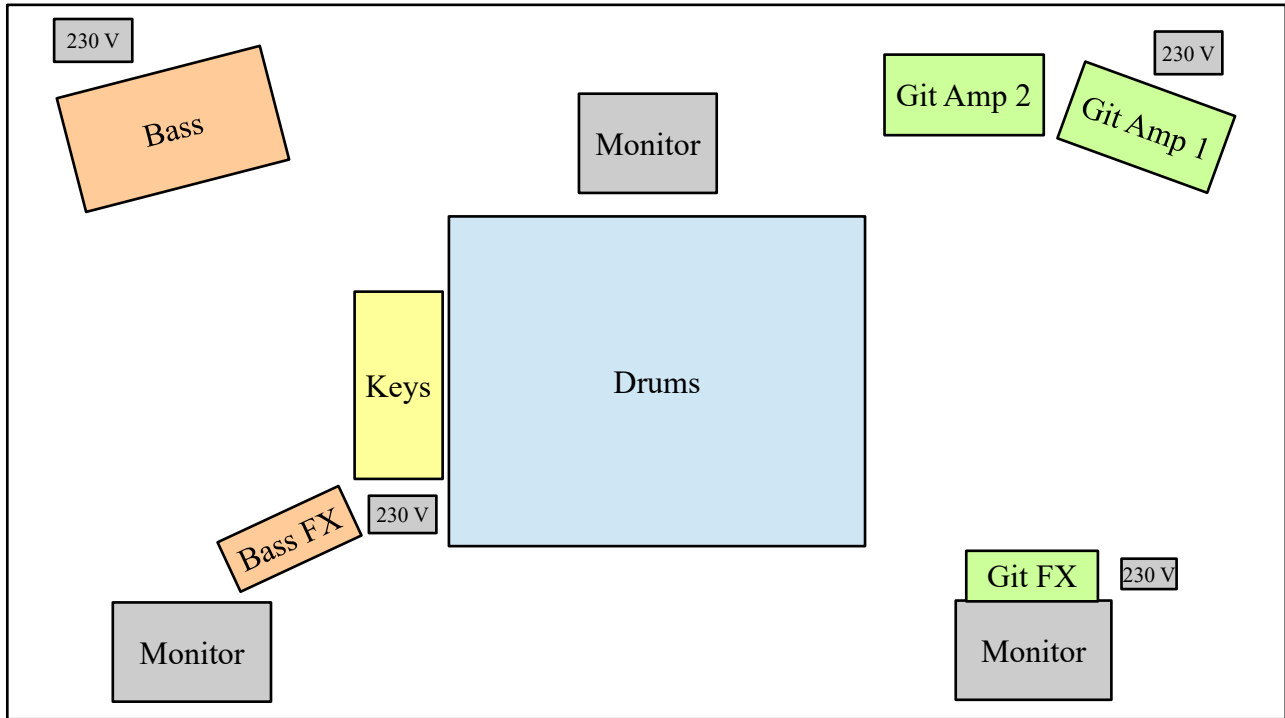 230 V
Bass
Monitor
Git Amp 2
230 V
Git Amp 1
Keys
Drums
Bass FX
230 V
Monitor
Git FX
230 V
Monitor